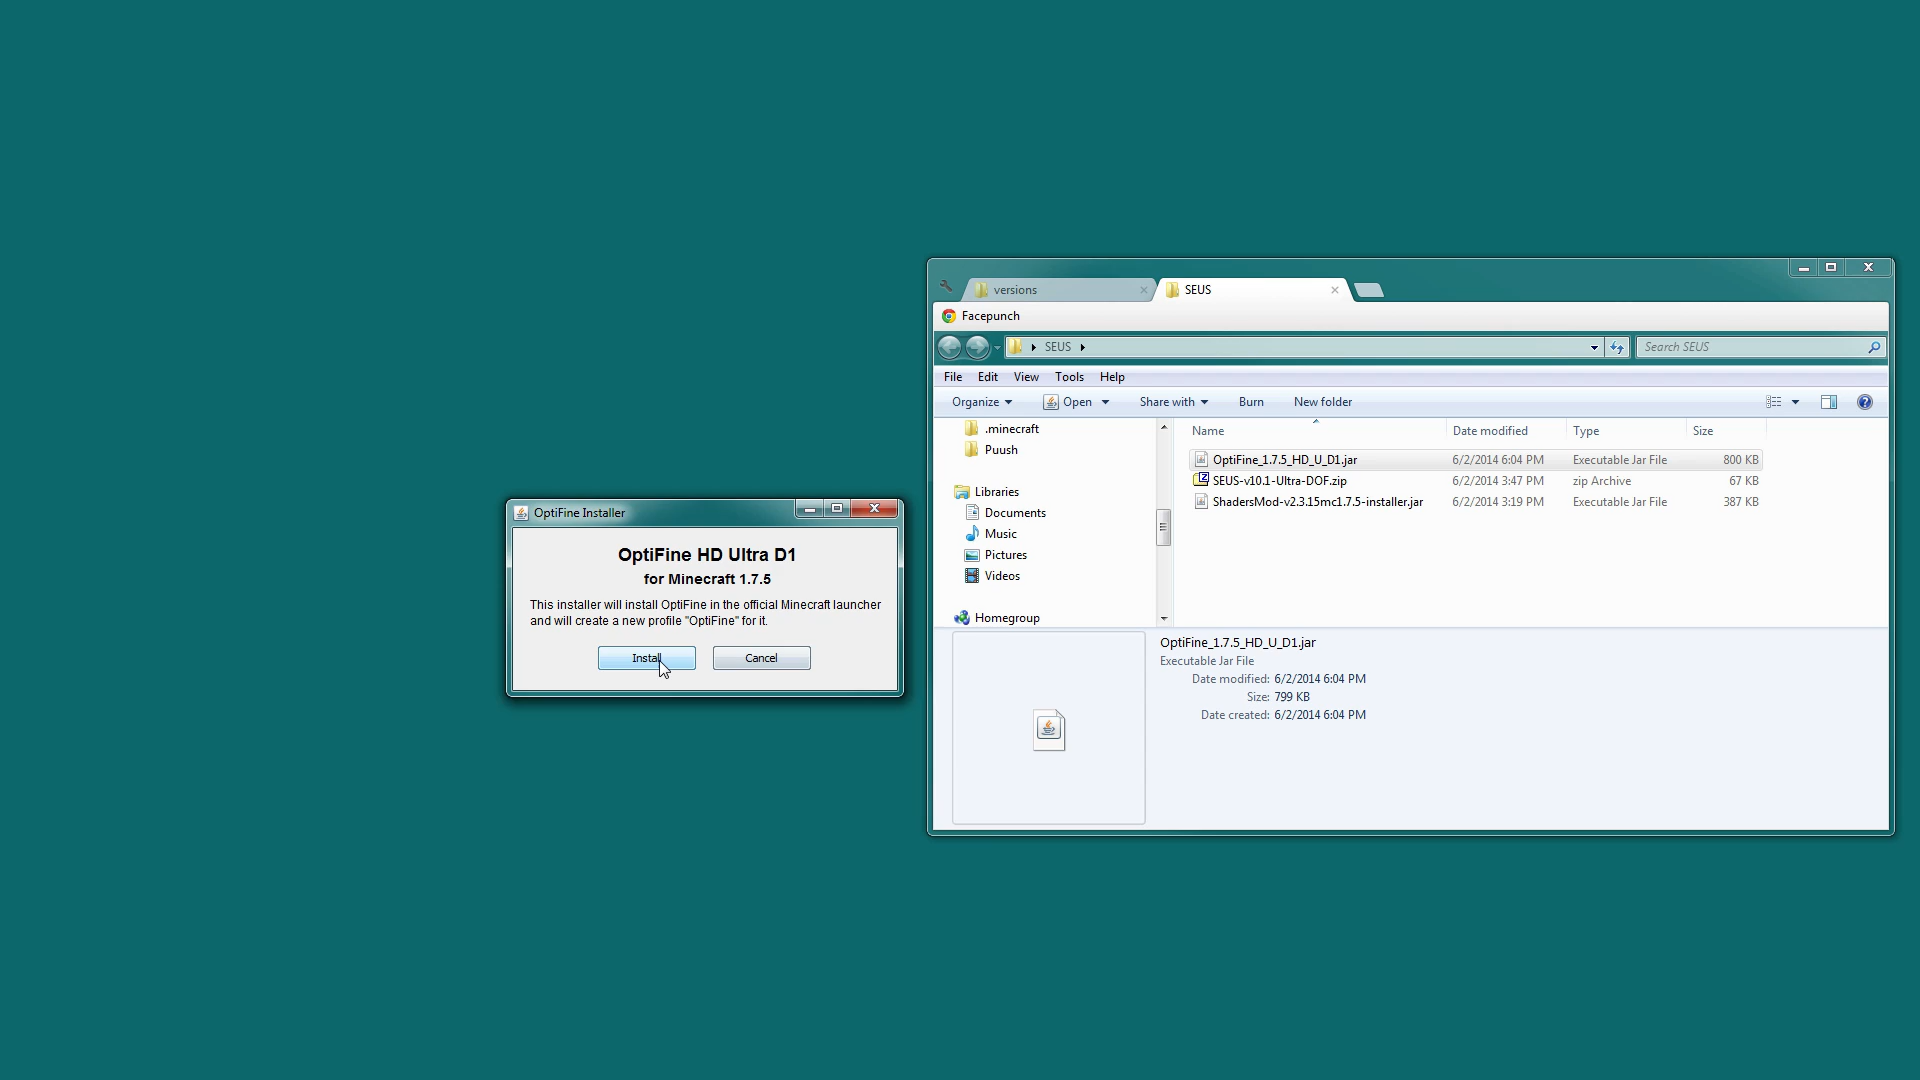 OptiFine Installer
OptiFine HD Ultra D1
for Minecraft 1.7.5
This installer will install OptiFine in the official Minecraft launcher
and will create a new profile "OptiFine" for it.
Install Cancel
versions SEUS
Facepunch
SEUS Search SEUS
File Edit View Tools Help
Organize Open Share with Burn New folder
.minecraft
Puush
Libraries
Documents
Music
Pictures
Videos
Homegroup
Name Date modified Type Size
OptiFine_1.7.5_HD_U_D1.jar 6/2/2014 6:04 PM Executable Jar File 800 KB
SEUS-v10.1-Ultra-DOF.zip 6/2/2014 3:47 PM zip Archive 67 KB
ShadersMod-v2.3.15mc1.7.5-installer.jar 6/2/2014 3:19 PM Executable Jar File 387 KB
OptiFine_1.7.5_HD_U_D1.jar
Executable Jar File
Date modified: 6/2/2014 6:04 PM
Size: 799 KB
Date created: 6/2/2014 6:04 PM